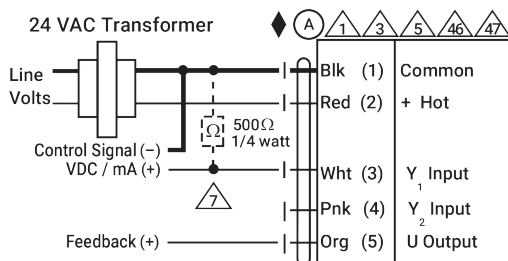 24 VAC Transformer
A 1 3 5 46 47
Line Volts
Blk (1) Common
Red (2) + Hot
Ω 500Ω 1/4 watt
Control Signal (–)
VDC / mA (+)
Wht (3) Y1 Input
7
Pnk (4) Y2 Input
Feedback (+)
Org (5) U Output